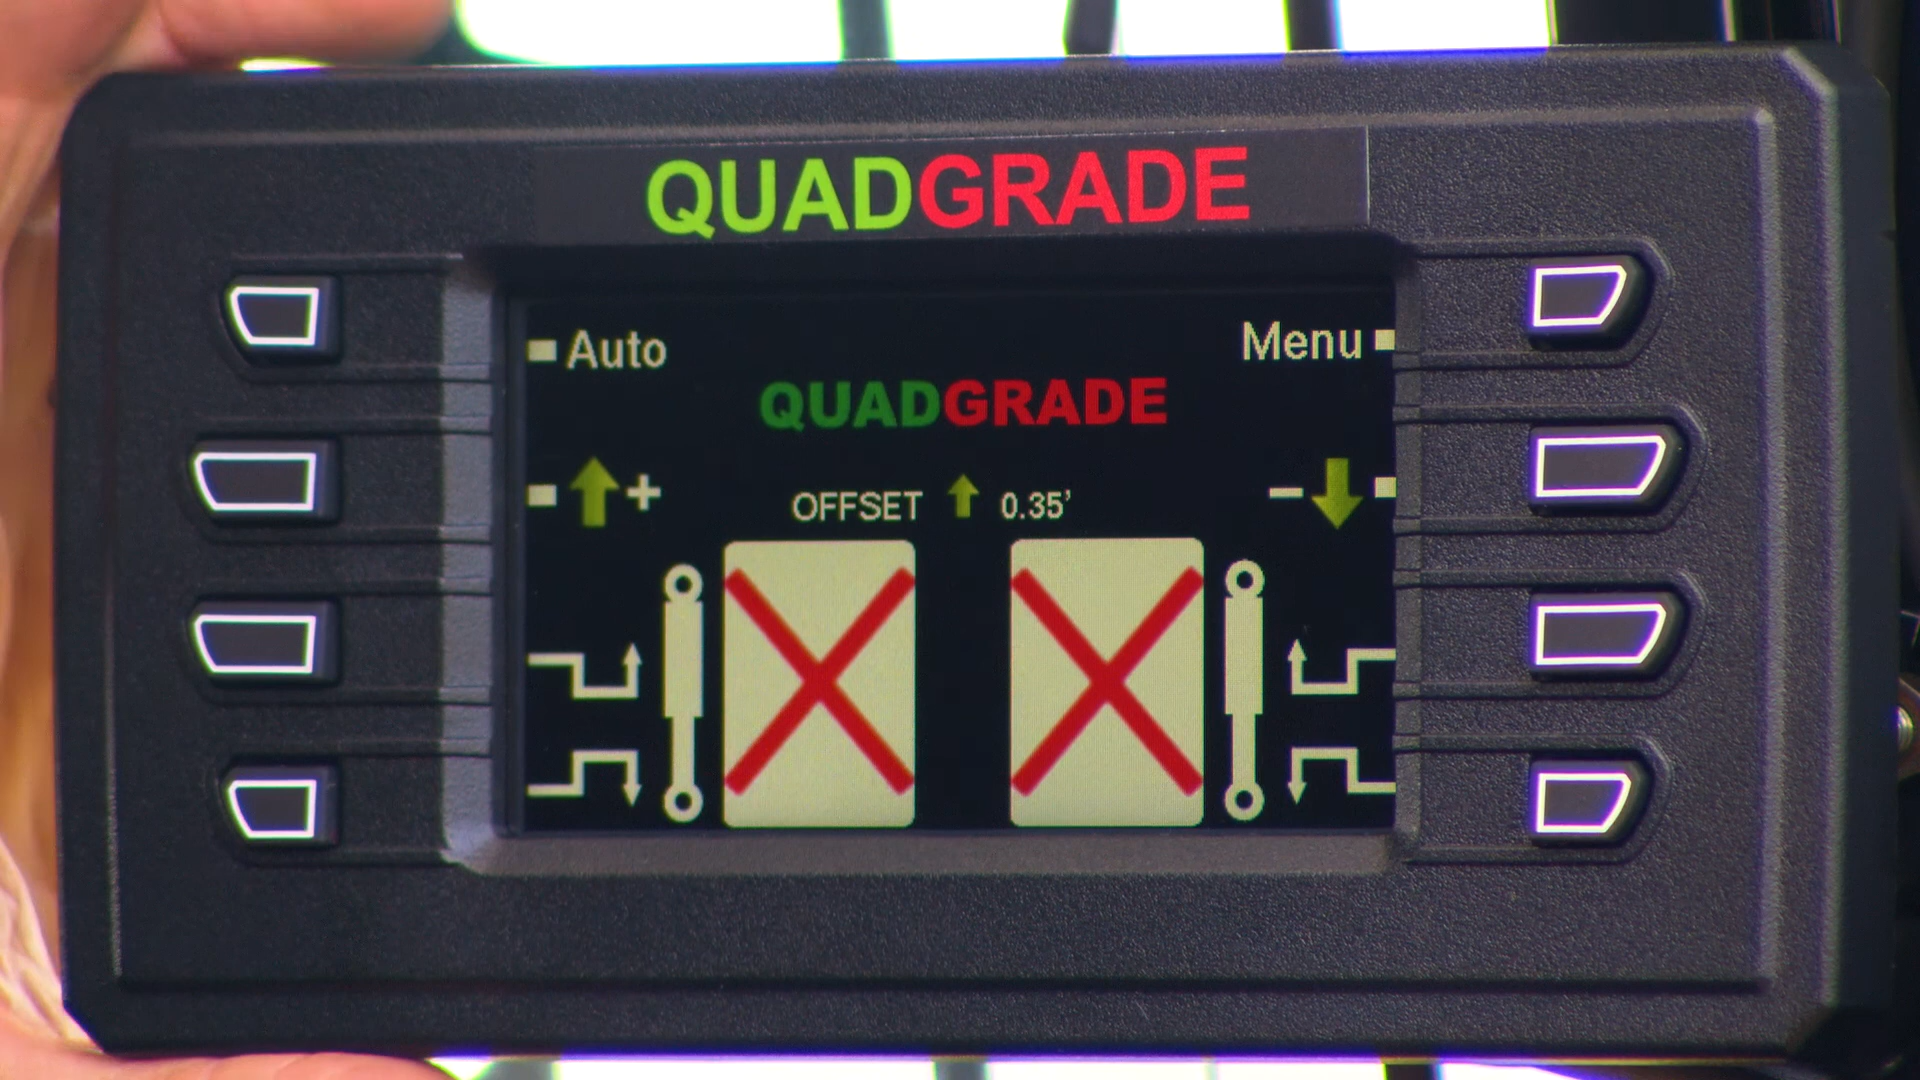 QUADGRADE
Auto
Menu
QUADGRADE
+
OFFSET 0.35'
-